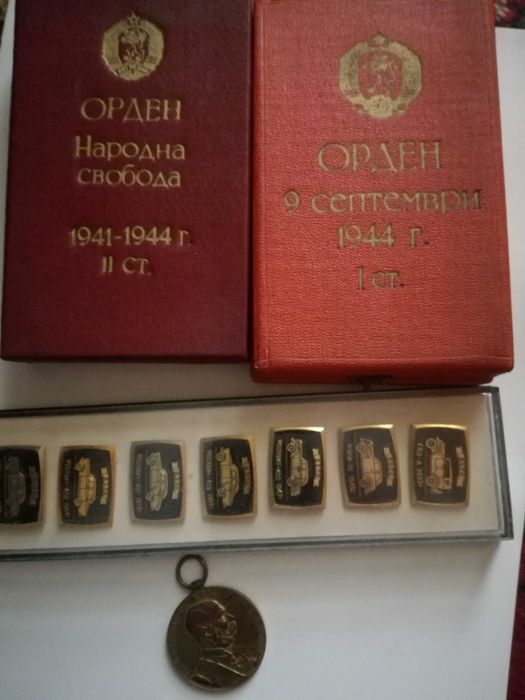 ОРДЕН
Народна
свобода
1941-1944 г.
II СТ.
ОРДЕН
9 септември
1944 г.
I ст.